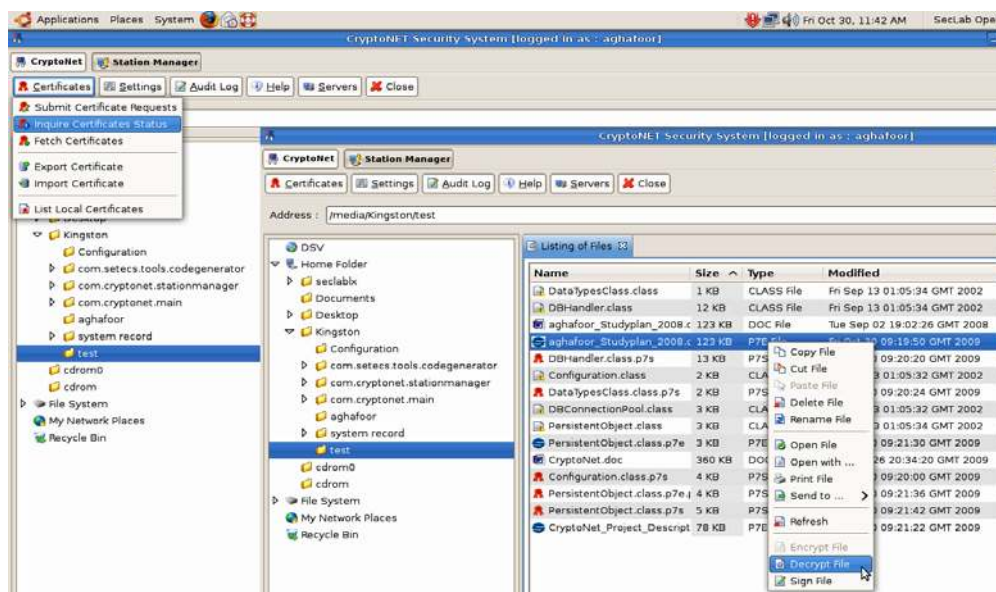 Applications Places System Fri Oct 30, 11:42 AM SecLab Ope
CryptoNET Security System [logged in as : aghafoor]
CryptoNet Station Manager
Certificates Settings Audit Log Help Servers Close
Submit Certificate Requests
Inquire Certificates Status
Fetch Certificates
Export Certificate
Import Certificate
List Local Certificates
Desktop
Kingston
Configuration
com.setecs.tools.codegenerator
com.cryptonet.stationmanager
com.cryptonet.main
aghafoor
system record
test
cdrom0
cdrom
File System
My Network Places
Recycle Bin
CryptoNET Security System [logged in as : aghafoor]
CryptoNet Station Manager
Certificates Settings Audit Log Help Servers Close
Address : /media/Kingston/test
DSV
Home Folder
seclablx
Documents
Desktop
Kingston
Configuration
com.setecs.tools.codegenerator
com.cryptonet.stationmanager
com.cryptonet.main
aghafoor
system record
test
cdrom0
cdrom
File System
My Network Places
Recycle Bin
Listing of Files
Name Size Type Modified
DataTypesClass.class 1 KB CLASS File Fri Sep 13 01:05:34 GMT 2002
DBHandler.class 12 KB CLASS File Fri Sep 13 01:05:34 GMT 2002
aghafoor_Studyplan_2008.c 123 KB DOC File Tue Sep 02 19:02:26 GMT 2008
aghafoor_Studyplan_2008.c 123 KB P7E File Fri Oct 30 09:19:50 GMT 2009
DBHandler.class.p7s 13 KB P7S 09:20:20 GMT 2009
Configuration.class 2 KB CLA 3 01:05:32 GMT 2002
DataTypesClass.class.p7s 2 KB P7S 09:20:24 GMT 2009
DBConnectionPool.class 3 KB CLA 3 01:05:32 GMT 2002
PersistentObject.class 3 KB CLA 3 01:05:34 GMT 2002
PersistentObject.class.p7e 3 KB P7E 09:21:30 GMT 2009
CryptoNet.doc 360 KB DOC 26 20:34:20 GMT 2009
Configuration.class.p7s 4 KB P7S 09:20:00 GMT 2009
PersistentObject.class.p7e.p 4 KB P7S 09:21:36 GMT 2009
PersistentObject.class.p7s 5 KB P7S 09:21:42 GMT 2009
CryptoNet_Project_Descript 78 KB P7E 09:21:22 GMT 2009
Copy File
Cut File
Paste File
Delete File
Rename File
Open File
Open with ...
Print File
Send to ...
Refresh
Encrypt File
Decrypt File
Sign File